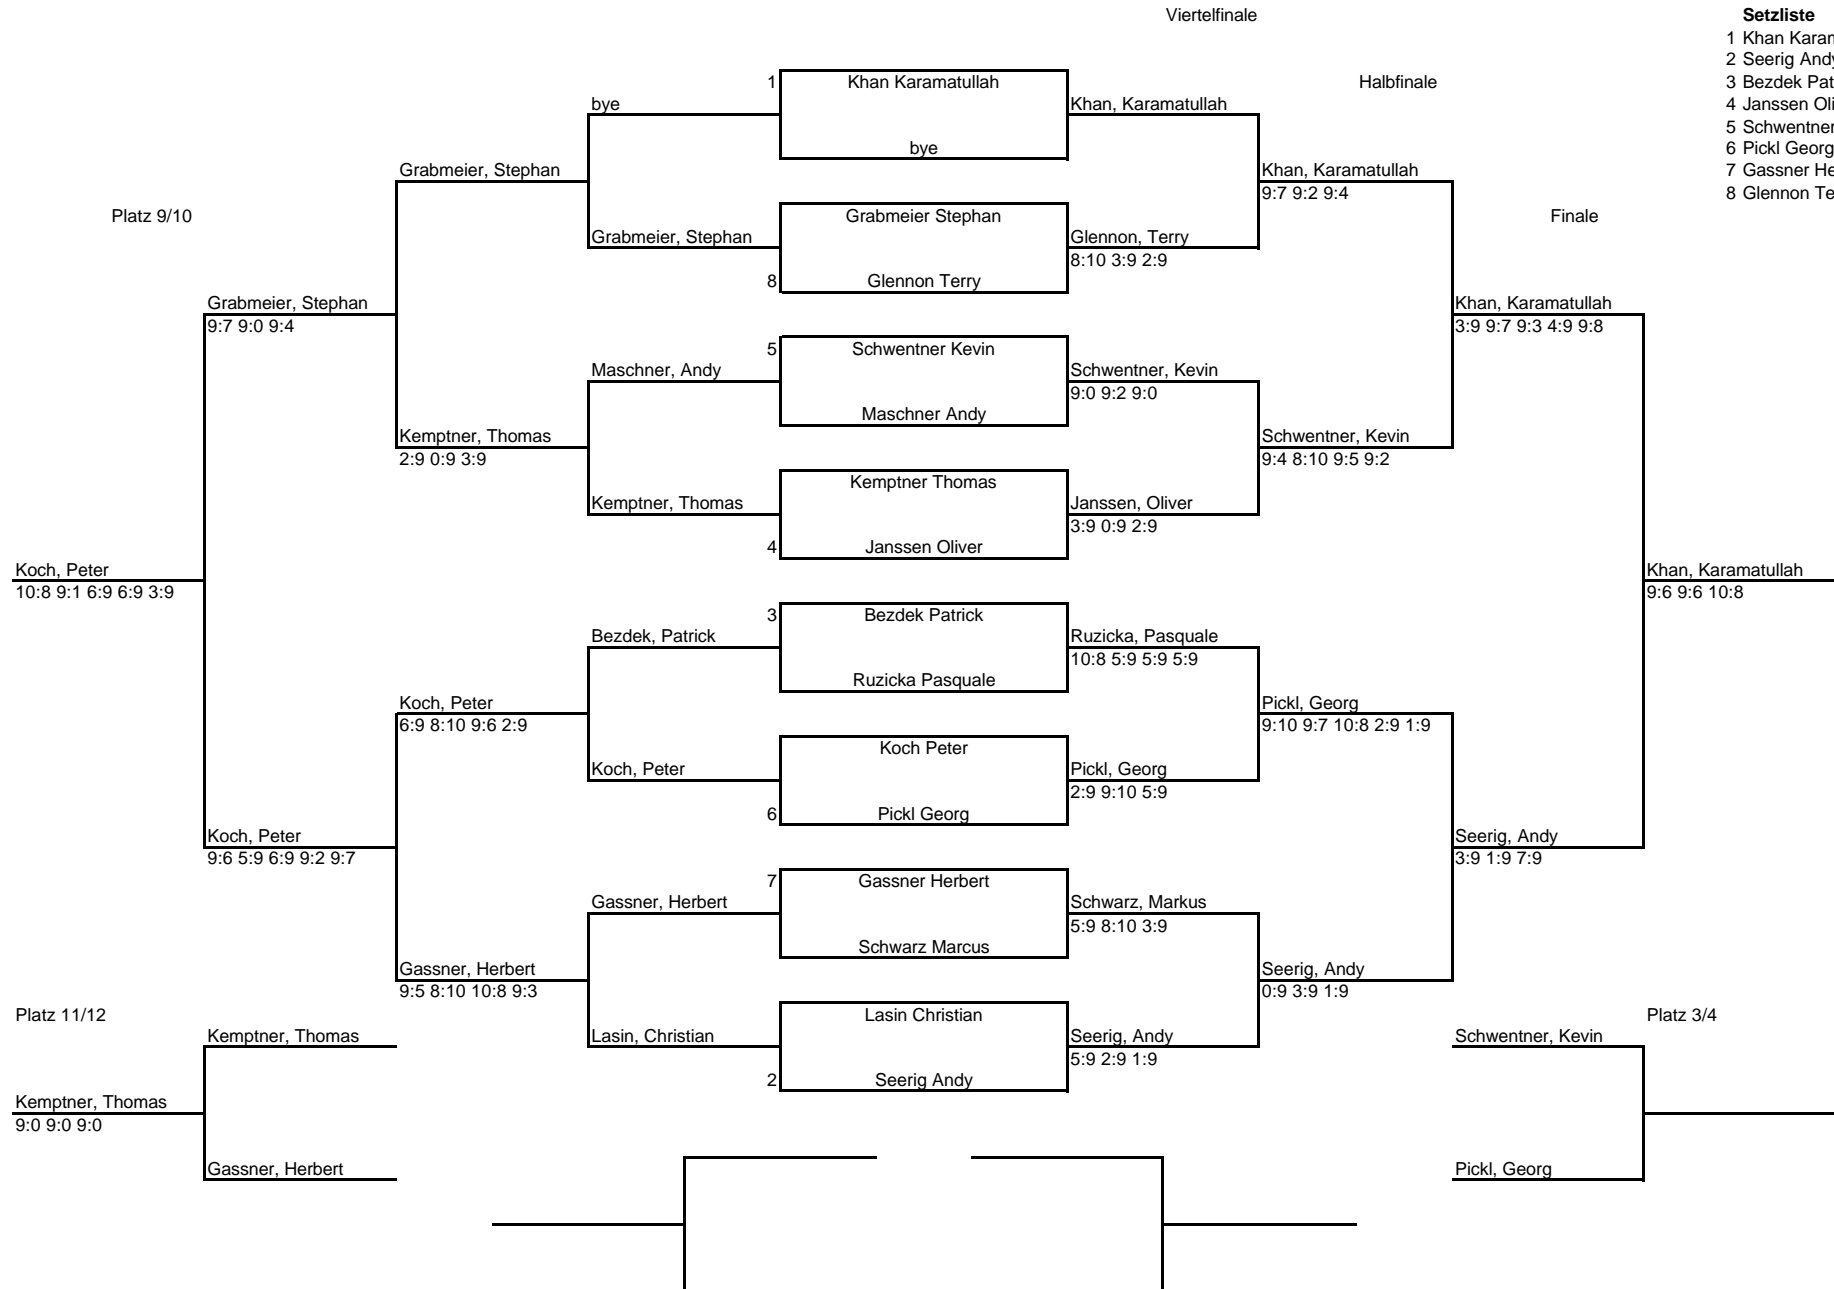 Viertelfinale
Setzliste
1 Khan Karam
2 Seerig Andy
3 Bezdek Pat
4 Janssen Oli
5 Schwentner
6 Pickl Georg
7 Gassner He
8 Glennon Te
Halbfinale
Finale
Platz 9/10
1 Khan Karamatullah
bye
Grabmeier Stephan
8 Glennon Terry
5 Schwentner Kevin
Maschner Andy
Kemptner Thomas
4 Janssen Oliver
3 Bezdek Patrick
Ruzicka Pasquale
Koch Peter
6 Pickl Georg
7 Gassner Herbert
Schwarz Marcus
Lasin Christian
2 Seerig Andy
bye
Grabmeier, Stephan
Maschner, Andy
Kemptner, Thomas
Bezdek, Patrick
Koch, Peter
Gassner, Herbert
Lasin, Christian
Grabmeier, Stephan
Kemptner, Thomas
2:9 0:9 3:9
Koch, Peter
6:9 8:10 9:6 2:9
Gassner, Herbert
9:5 8:10 10:8 9:3
Grabmeier, Stephan
9:7 9:0 9:4
Koch, Peter
9:6 5:9 6:9 9:2 9:7
Koch, Peter
10:8 9:1 6:9 6:9 3:9
Platz 11/12
Kemptner, Thomas
Kemptner, Thomas
9:0 9:0 9:0
Gassner, Herbert
Khan, Karamatullah
Glennon, Terry
8:10 3:9 2:9
Schwentner, Kevin
9:0 9:2 9:0
Janssen, Oliver
3:9 0:9 2:9
Ruzicka, Pasquale
10:8 5:9 5:9 5:9
Pickl, Georg
2:9 9:10 5:9
Schwarz, Markus
5:9 8:10 3:9
Seerig, Andy
5:9 2:9 1:9
Khan, Karamatullah
9:7 9:2 9:4
Schwentner, Kevin
9:4 8:10 9:5 9:2
Pickl, Georg
9:10 9:7 10:8 2:9 1:9
Seerig, Andy
0:9 3:9 1:9
Khan, Karamatullah
3:9 9:7 9:3 4:9 9:8
Seerig, Andy
3:9 1:9 7:9
Khan, Karamatullah
9:6 9:6 10:8
Platz 3/4
Schwentner, Kevin
Pickl, Georg